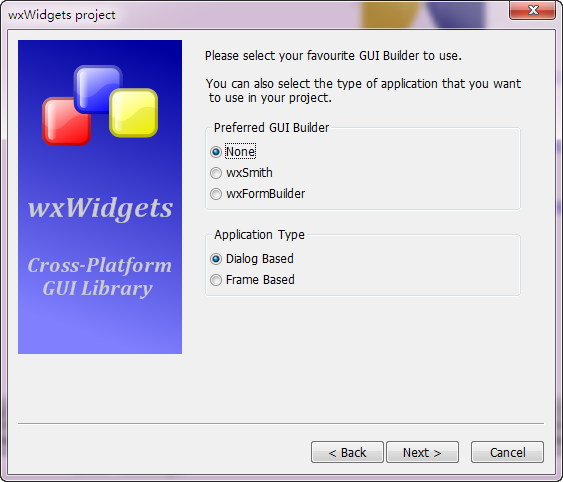 wxWidgets project
Please select your favourite GUI Builder to use.
You can also select the type of application that you want
to use in your project.
Preferred GUI Builder
None
wxSmith
wxFormBuilder
Application Type
Dialog Based
Frame Based
wxWidgets
Cross-Platform
GUI Library
< Back
Next >
Cancel